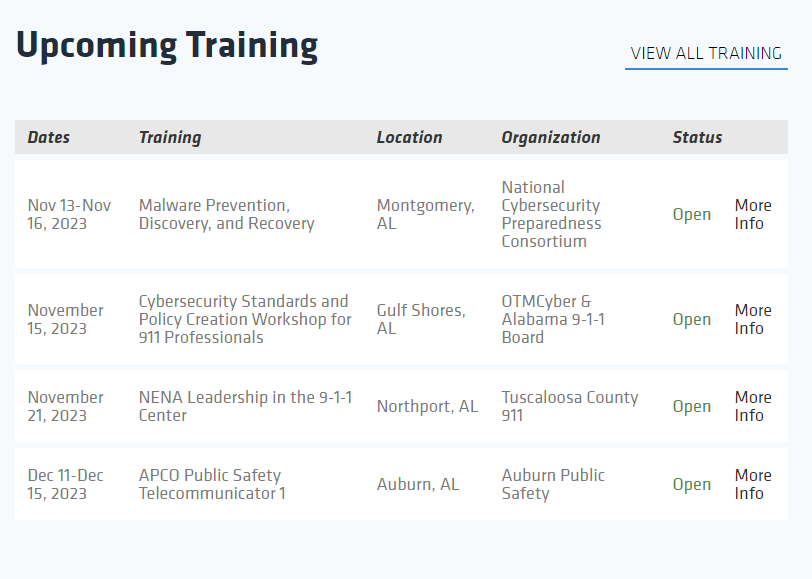 Upcoming Training
VIEW ALL TRAINING
Dates Training Location Organization Status
Nov 13-Nov
16, 2023
Malware Prevention,
Discovery, and Recovery
Montgomery,
AL
National
Cybersecurity
Preparedness
Consortium
Open
More
Info
November
15, 2023
Cybersecurity Standards and
Policy Creation Workshop for
911 Professionals
Gulf Shores,
AL
OTMCyber &
Alabama 9-1-1
Board
Open
More
Info
November
21, 2023
NENA Leadership in the 9-1-1
Center
Northport, AL
Tuscaloosa County
911
Open
More
Info
Dec 11-Dec
15, 2023
APCO Public Safety
Telecommunicator 1
Auburn, AL
Auburn Public
Safety
Open
More
Info